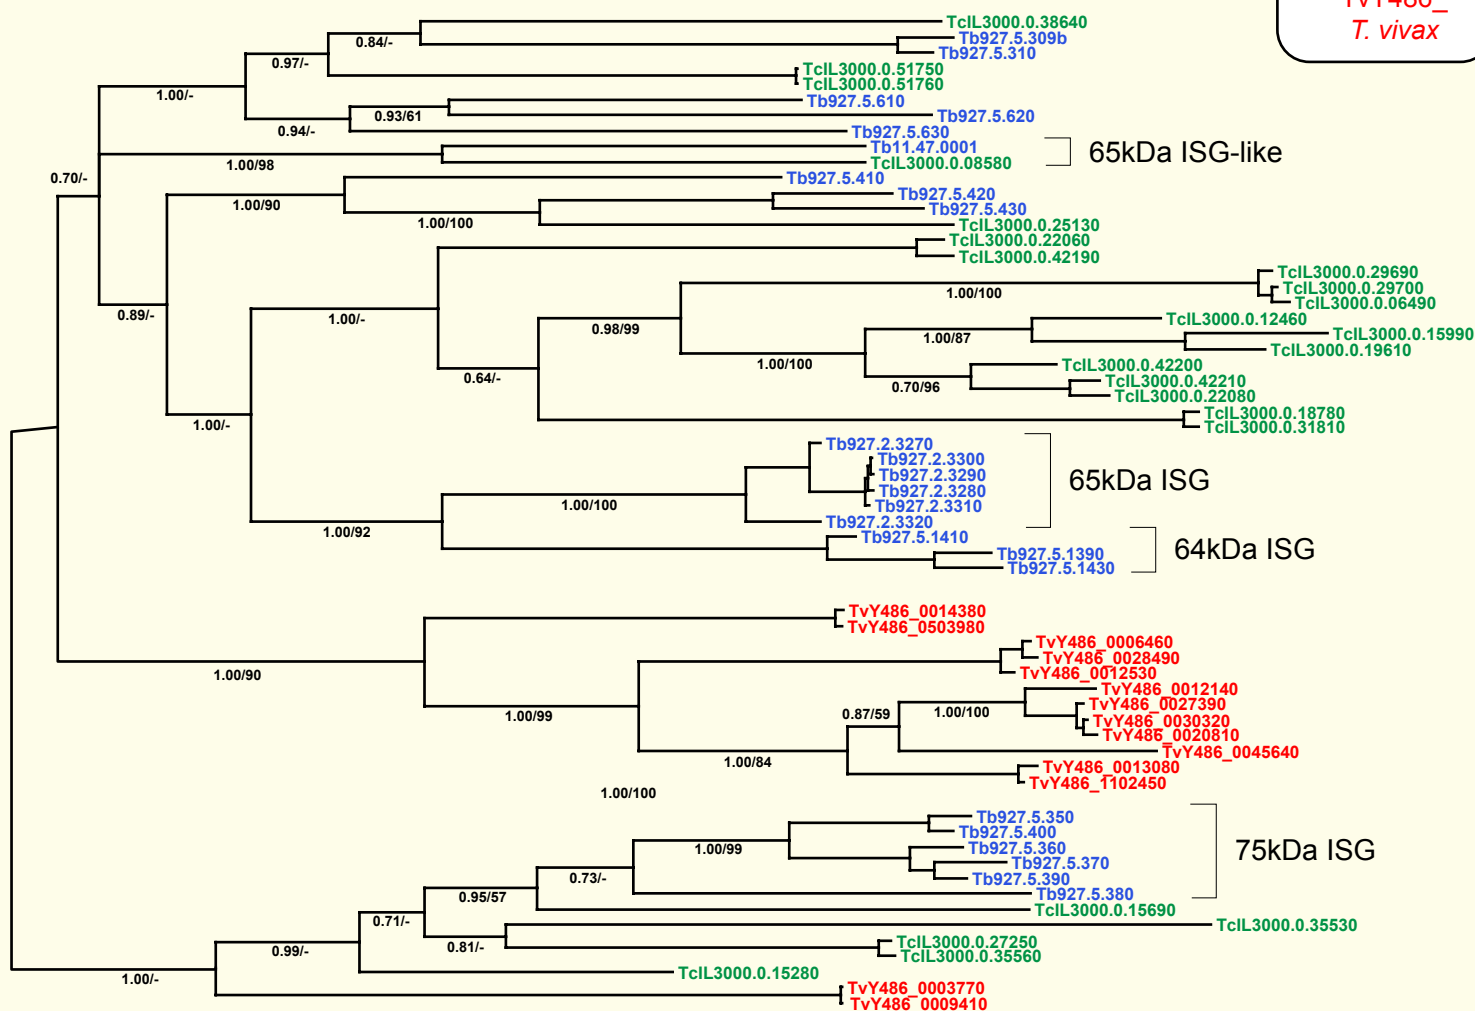 TvY486_
T. vivax
TcIL3000.0.38640
0.84/-
Tb927.5.309b
Tb927.5.310
0.97/-
TcIL3000.0.51750
TcIL3000.0.51760
1.00/-
Tb927.5.610
0.93/61
Tb927.5.620
0.94/-
Tb927.5.630
Tb11.47.0001
65kDa ISG-like
1.00/98
TcIL3000.0.08580
0.70/-
Tb927.5.410
Tb927.5.420
1.00/90
Tb927.5.430
1.00/100
TcIL3000.0.25130
TcIL3000.0.22060
TcIL3000.0.42190
TcIL3000.0.29690
TcIL3000.0.29700
1.00/100
TcIL3000.0.06490
0.89/-
1.00/-
TcIL3000.0.12460
0.98/99
TcIL3000.0.15990
1.00/87
TcIL3000.0.19610
1.00/100
TcIL3000.0.42200
0.64/-
TcIL3000.0.42210
0.70/96
TcIL3000.0.22080
TcIL3000.0.18780
1.00/-
TcIL3000.0.31810
Tb927.2.3270
Tb927.2.3300
Tb927.2.3290
65kDa ISG
Tb927.2.3280
1.00/100
Tb927.2.3310
Tb927.2.3320
1.00/92
Tb927.5.1410
64kDa ISG
Tb927.5.1390
Tb927.5.1430
TvY486_0014380
TvY486_0503980
TvY486_0006460
TvY486_0028490
1.00/90
TvY486_0012530
TvY486_0012140
TvY486_0027390
1.00/99
0.87/59
1.00/100
TvY486_0030320
TvY486_0020810
TvY486_0045640
1.00/84
TvY486_0013080
TvY486_1102450
1.00/100
Tb927.5.350
Tb927.5.400
1.00/99
Tb927.5.360
75kDa ISG
Tb927.5.370
0.73/-
Tb927.5.390
0.95/57
Tb927.5.380
TcIL3000.0.15690
0.71/-
TcIL3000.0.35530
0.81/-
TcIL3000.0.27250
0.99/-
TcIL3000.0.35560
TcIL3000.0.15280
1.00/-
TvY486_0003770
TvY486_0009410